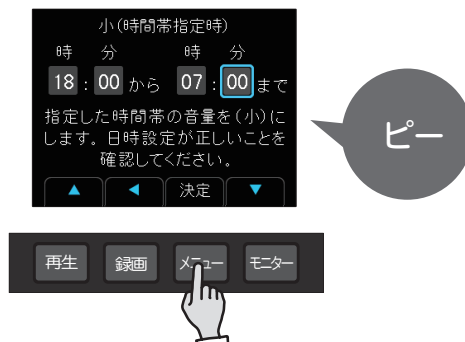 小(時間帯指定時)
時 分 時 分
18 : 00 から 07 : 00 まで
指定した時間帯の音量を(小)に
します。日時設定が正しいことを
確認してください。
▲ ◀ 決定 ▼
ピー
再生 録画 メニュー モニター